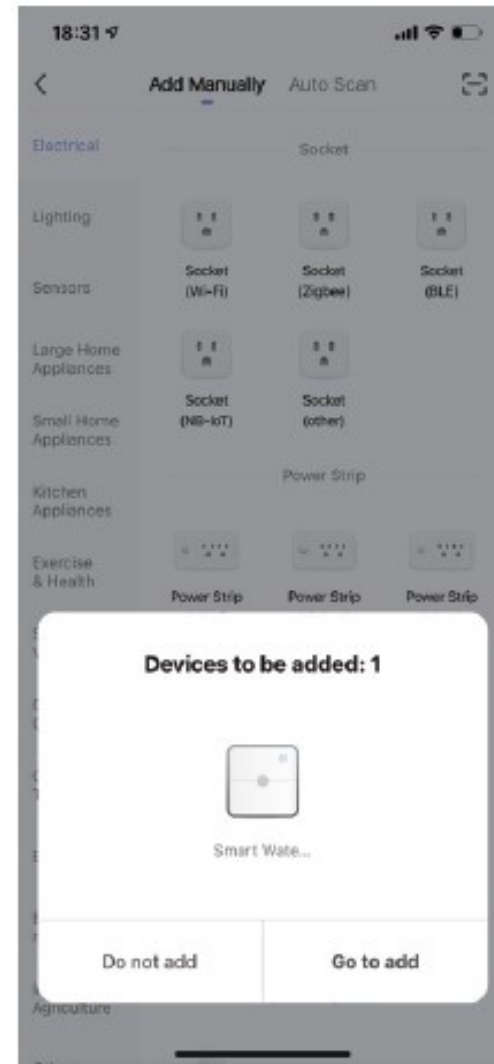 18:31
Add Manually Auto Scan
Electrical
Socket
Lighting
Socket
(Wi-Fi)
Socket
(Zigbee)
Socket
(BLE)
Sensors
Large Home
Appliances
Socket
(NB-IoT)
Socket
(other)
Small Home
Appliances
Power Strip
Kitchen
Appliances
Exercise
& Health
Power Strip
Power Strip
Power Strip
Devices to be added: 1
Smart Wate...
Do not add
Go to add
Agriculture